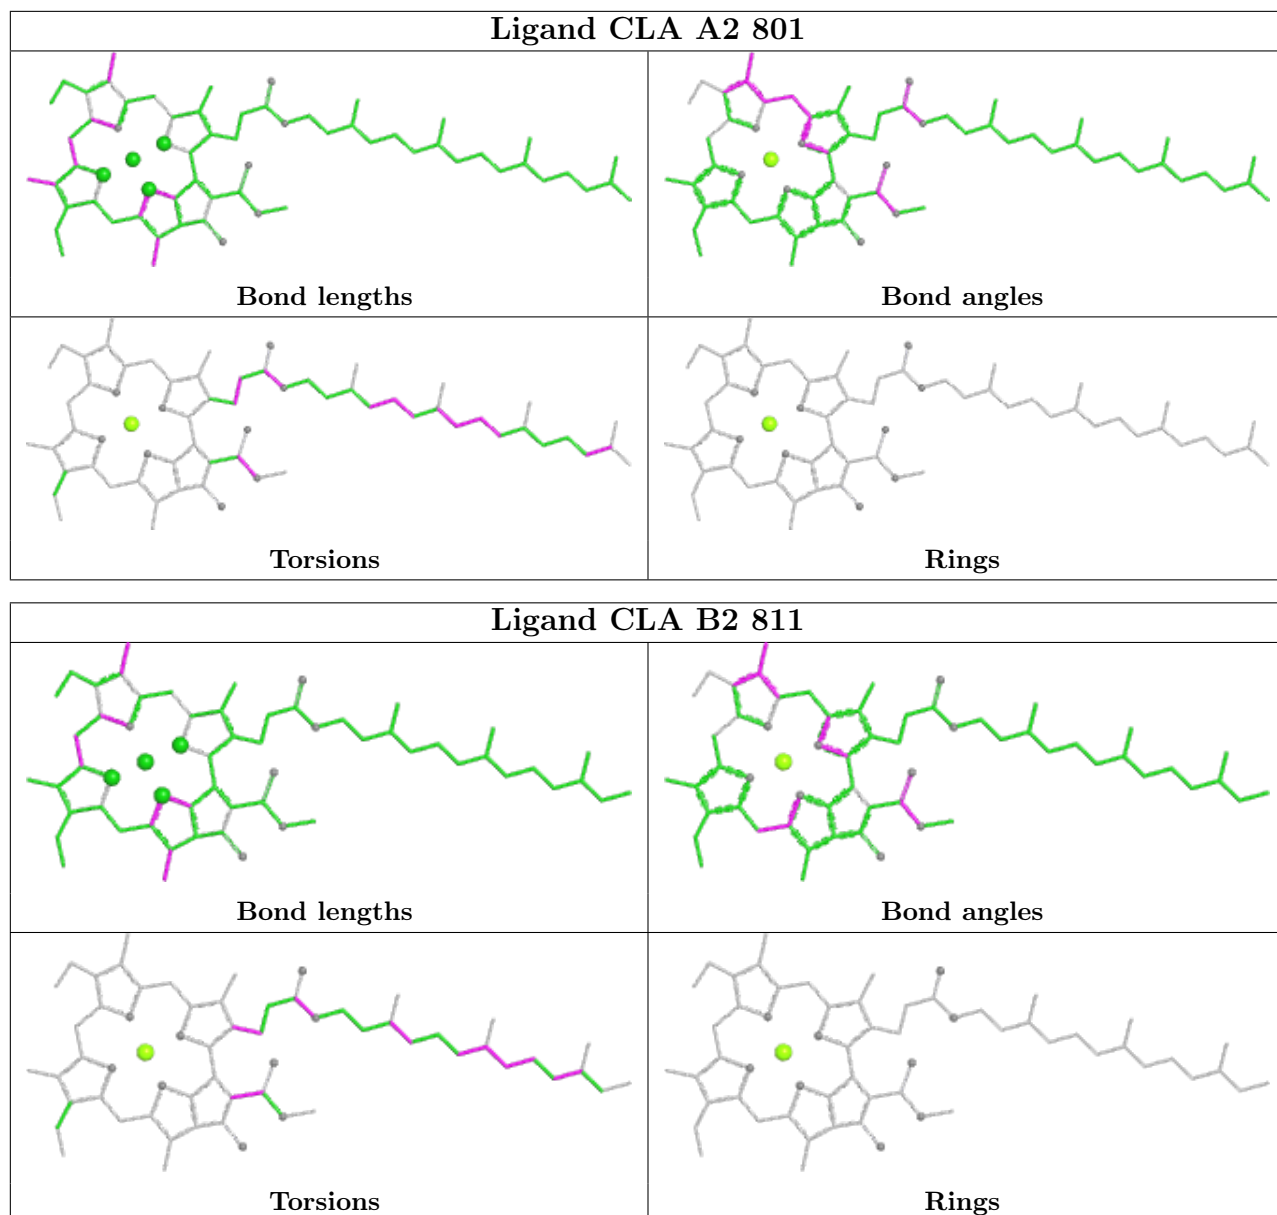 Ligand CLA A2 801
Bond lengths
Bond angles
Torsions
Rings
Ligand CLA B2 811
Bond lengths
Bond angles
Torsions
Rings